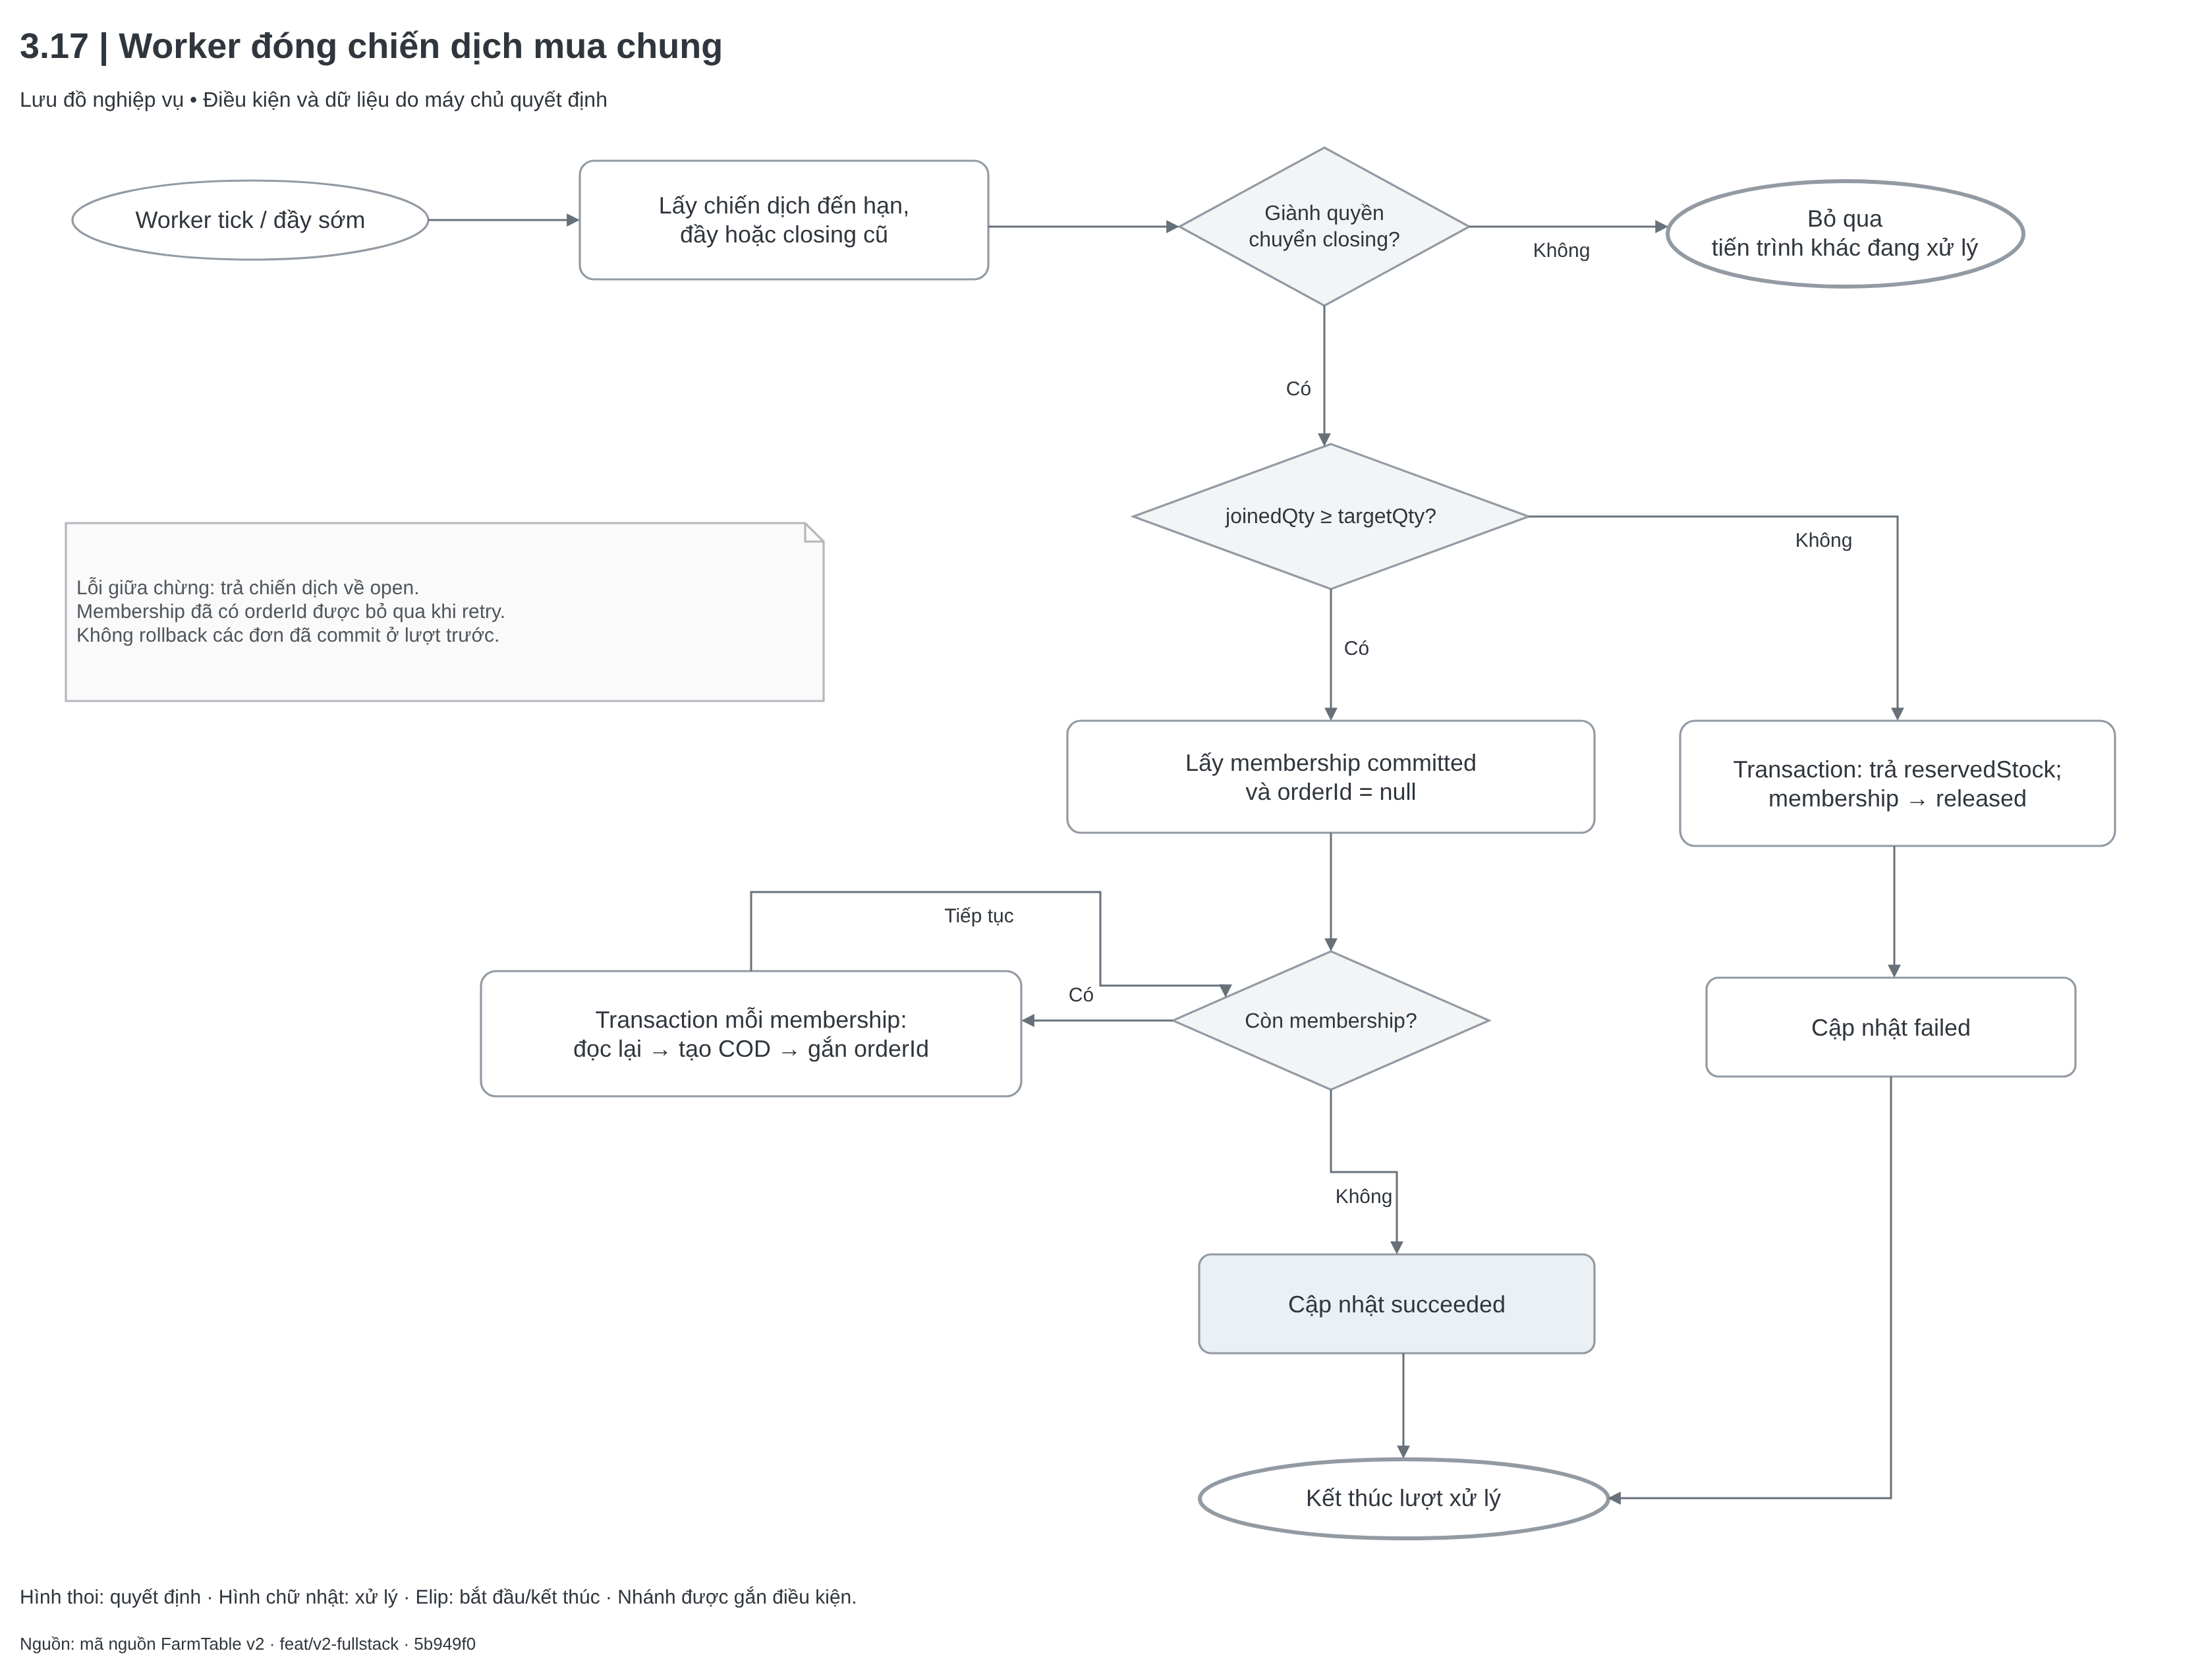 3.17 | Worker đóng chiến dịch mua chung
Lưu đồ nghiệp vụ • Điều kiện và dữ liệu do máy chủ quyết định
Worker tick / đầy sớm
Lấy chiến dịch đến hạn,
đầy hoặc closing cũ
Giành quyền
chuyển closing?
Không
Bỏ qua
tiến trình khác đang xử lý
Có
joinedQty ≥ targetQty?
Không
Lỗi giữa chừng: trả chiến dịch về open.
Membership đã có orderId được bỏ qua khi retry.
Không rollback các đơn đã commit ở lượt trước.
Có
Lấy membership committed
và orderId = null
Transaction: trả reservedStock;
membership → released
Tiếp tục
Có
Transaction mỗi membership:
đọc lại → tạo COD → gắn orderId
Còn membership?
Cập nhật failed
Không
Cập nhật succeeded
Kết thúc lượt xử lý
Hình thoi: quyết định · Hình chữ nhật: xử lý · Elip: bắt đầu/kết thúc · Nhánh được gắn điều kiện.
Nguồn: mã nguồn FarmTable v2 · feat/v2-fullstack · 5b949f0